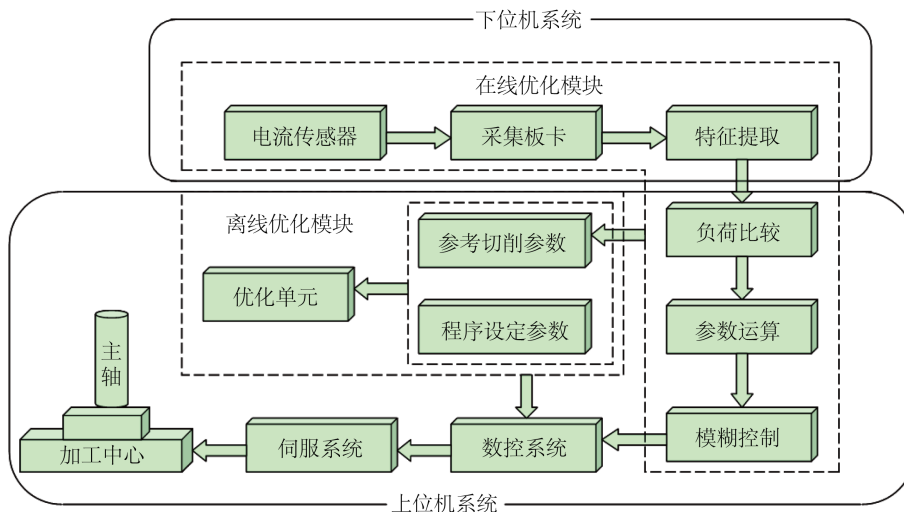 下位机系统
在线优化模块
电流传感器
采集板卡
特征提取
离线优化模块
参考切削参数
负荷比较
优化单元
程序设定参数
参数运算
主
轴
加工中心
伺服系统
数控系统
模糊控制
上位机系统